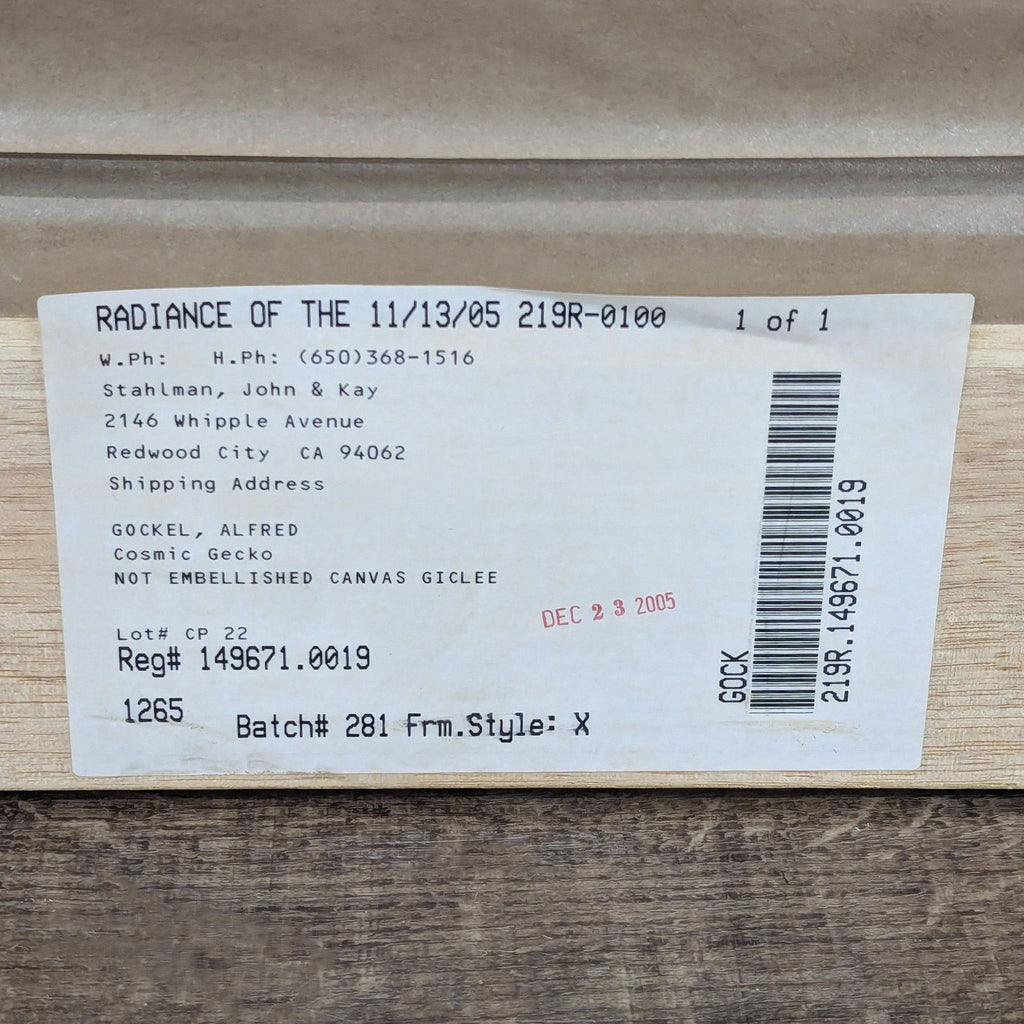 RADIANCE OF THE 11/13/05 219R-0100 1 of 1
W.Ph: H.Ph: (650)368-1516
Stahlman, John & Kay
2146 Whipple Avenue
Redwood City CA 94062
Shipping Address
GOCKEL, ALFRED
Cosmic Gecko
NOT EMBELLISHED CANVAS GICLEE
DEC 23 2005
Lot# CP 22
Reg# 149671.0019
1265
Batch# 281 Frm.Style: X
GOCK
219R.149671.0019